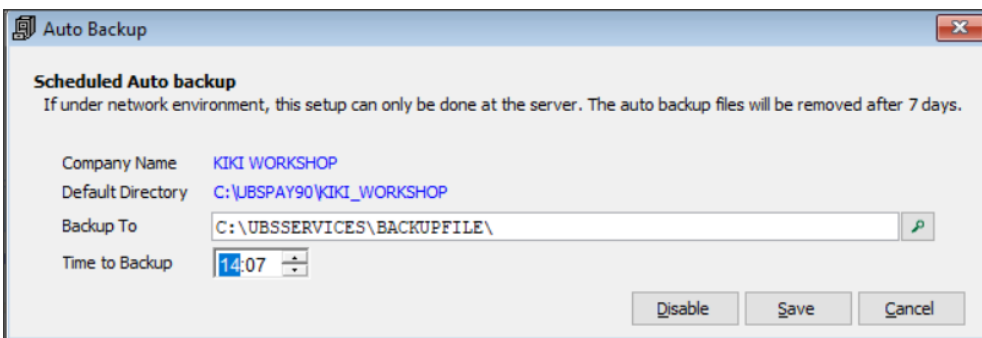 Auto Backup
Scheduled Auto backup
If under network environment, this setup can only be done at the server. The auto backup files will be removed after 7 days.
Company Name KIKI WORKSHOP
Default Directory C:\UBSPAY90\KIKI_WORKSHOP
Backup To C:\UBSSERVICES\BACKUPFILE\
Time to Backup 14:07
Disable Save Cancel